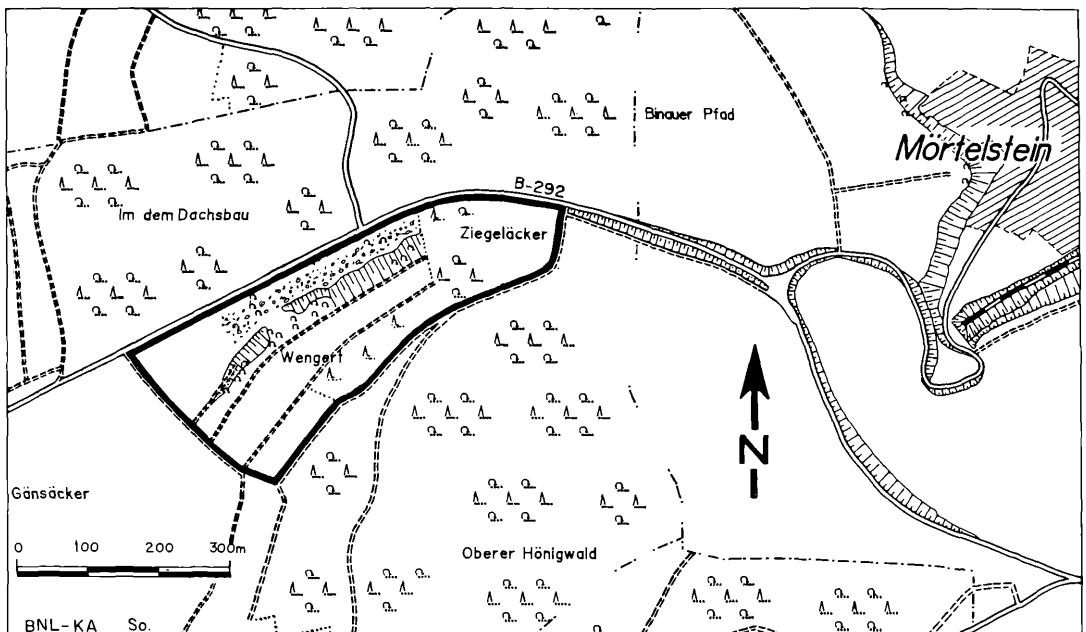 B-292
Binauer Pfad
Mörtelstein
Im dem Dachsbau
Ziegeläcker
Wengert
N
Gänsäcker
0 100 200 300m
Oberer Hönigwald
BNL-KA So.